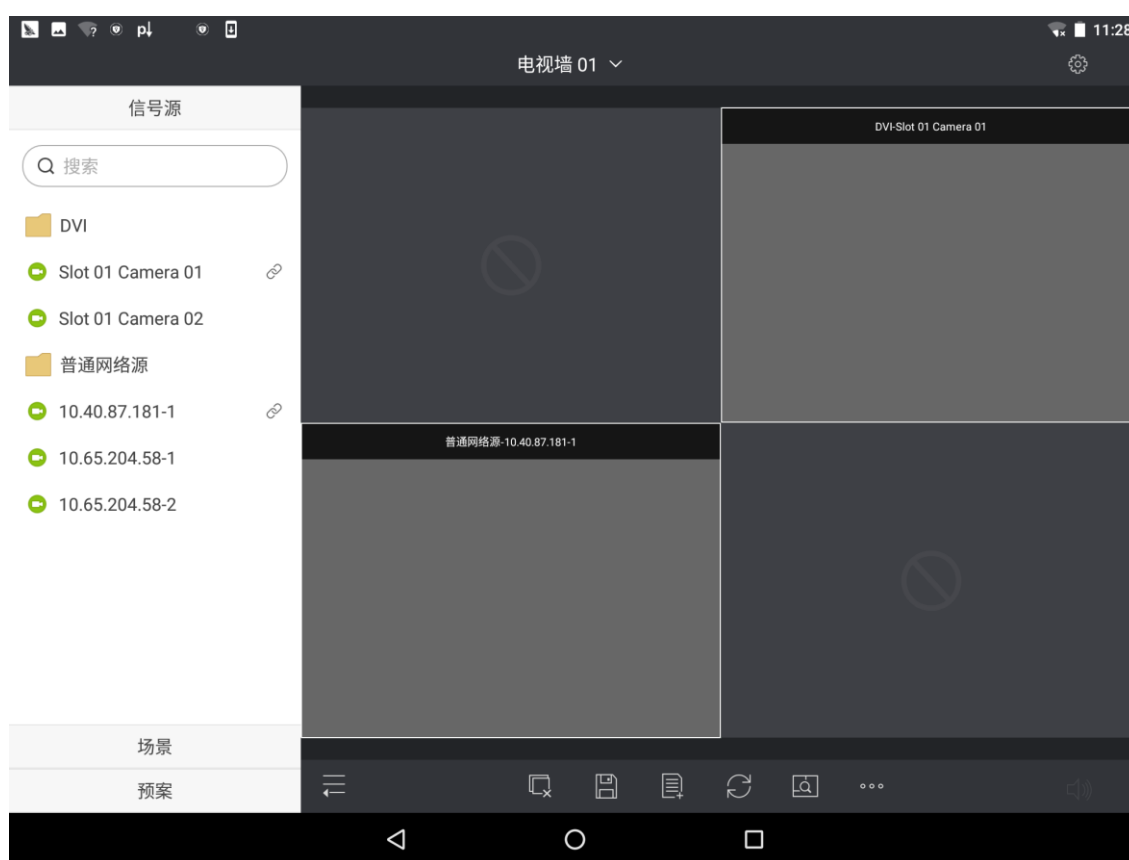 11:28
电视墙 01
信号源
搜索
DVI
Slot 01 Camera 01
Slot 01 Camera 02
普通网络源
10.40.87.181-1
10.65.204.58-1
10.65.204.58-2
场景
预案
DVI-Slot 01 Camera 01
普通网络源-10.40.87.181-1